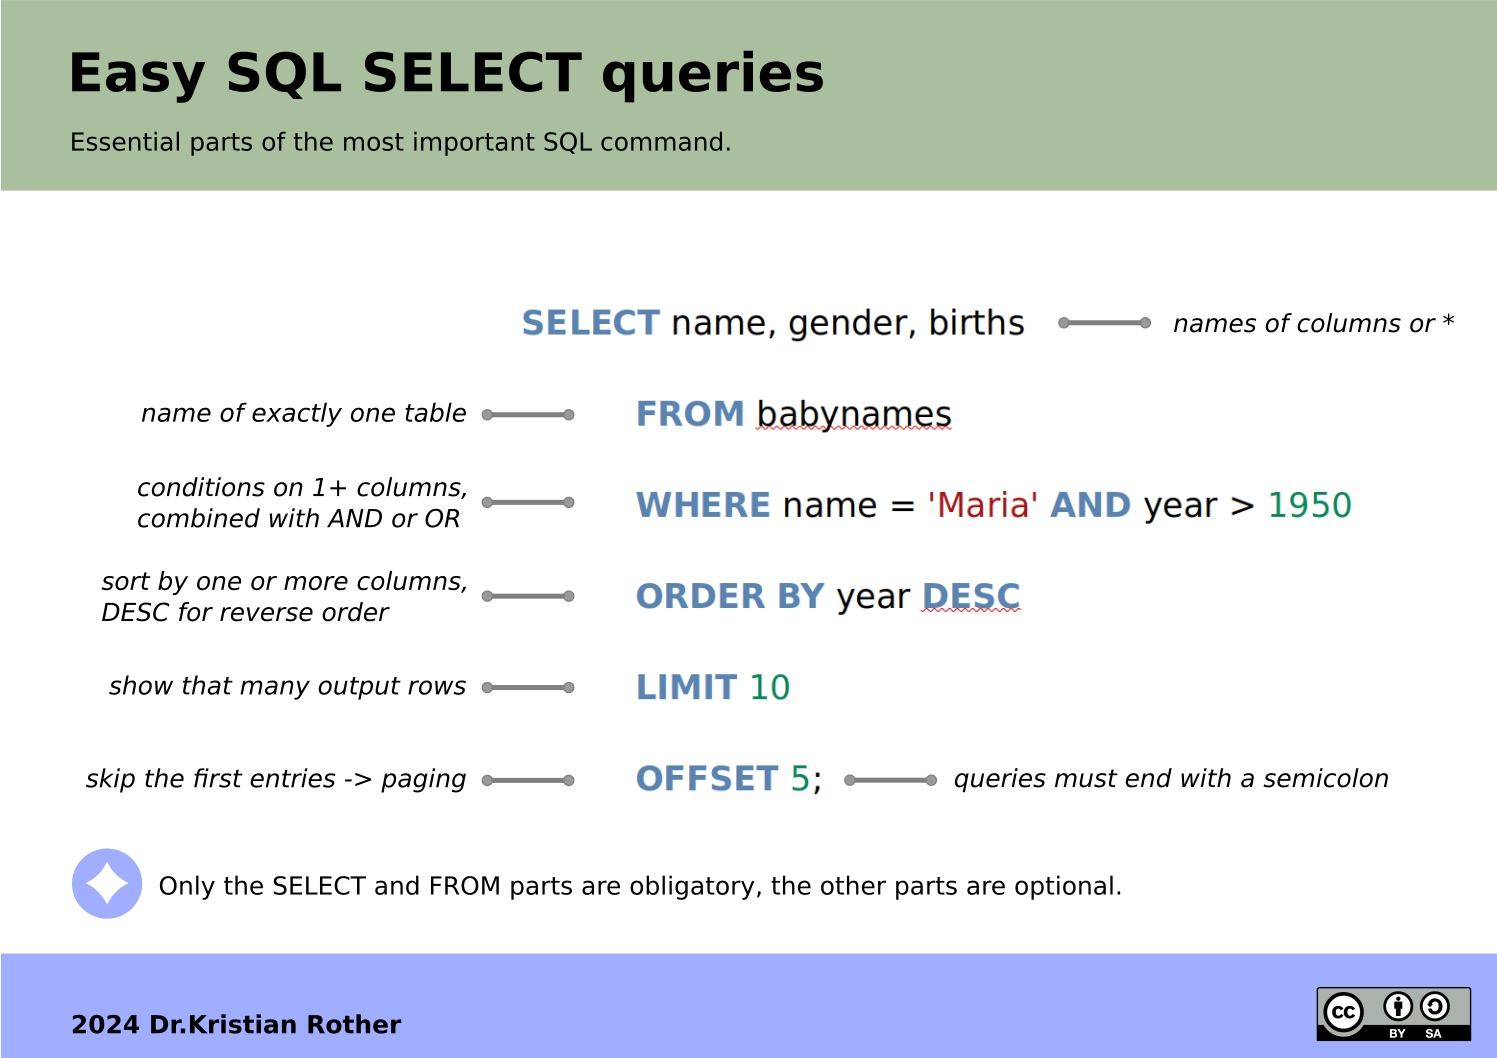 Easy SQL SELECT queries
Essential parts of the most important SQL command.
SELECT name, gender, births
names of columns or *
name of exactly one table
FROM babynames
conditions on 1+ columns,
combined with AND or OR
WHERE name = 'Maria' AND year > 1950
sort by one or more columns,
DESC for reverse order
ORDER BY year DESC
show that many output rows
LIMIT 10
skip the first entries -> paging
OFFSET 5;
queries must end with a semicolon
Only the SELECT and FROM parts are obligatory, the other parts are optional.
2024 Dr.Kristian Rother
cc
BY SA